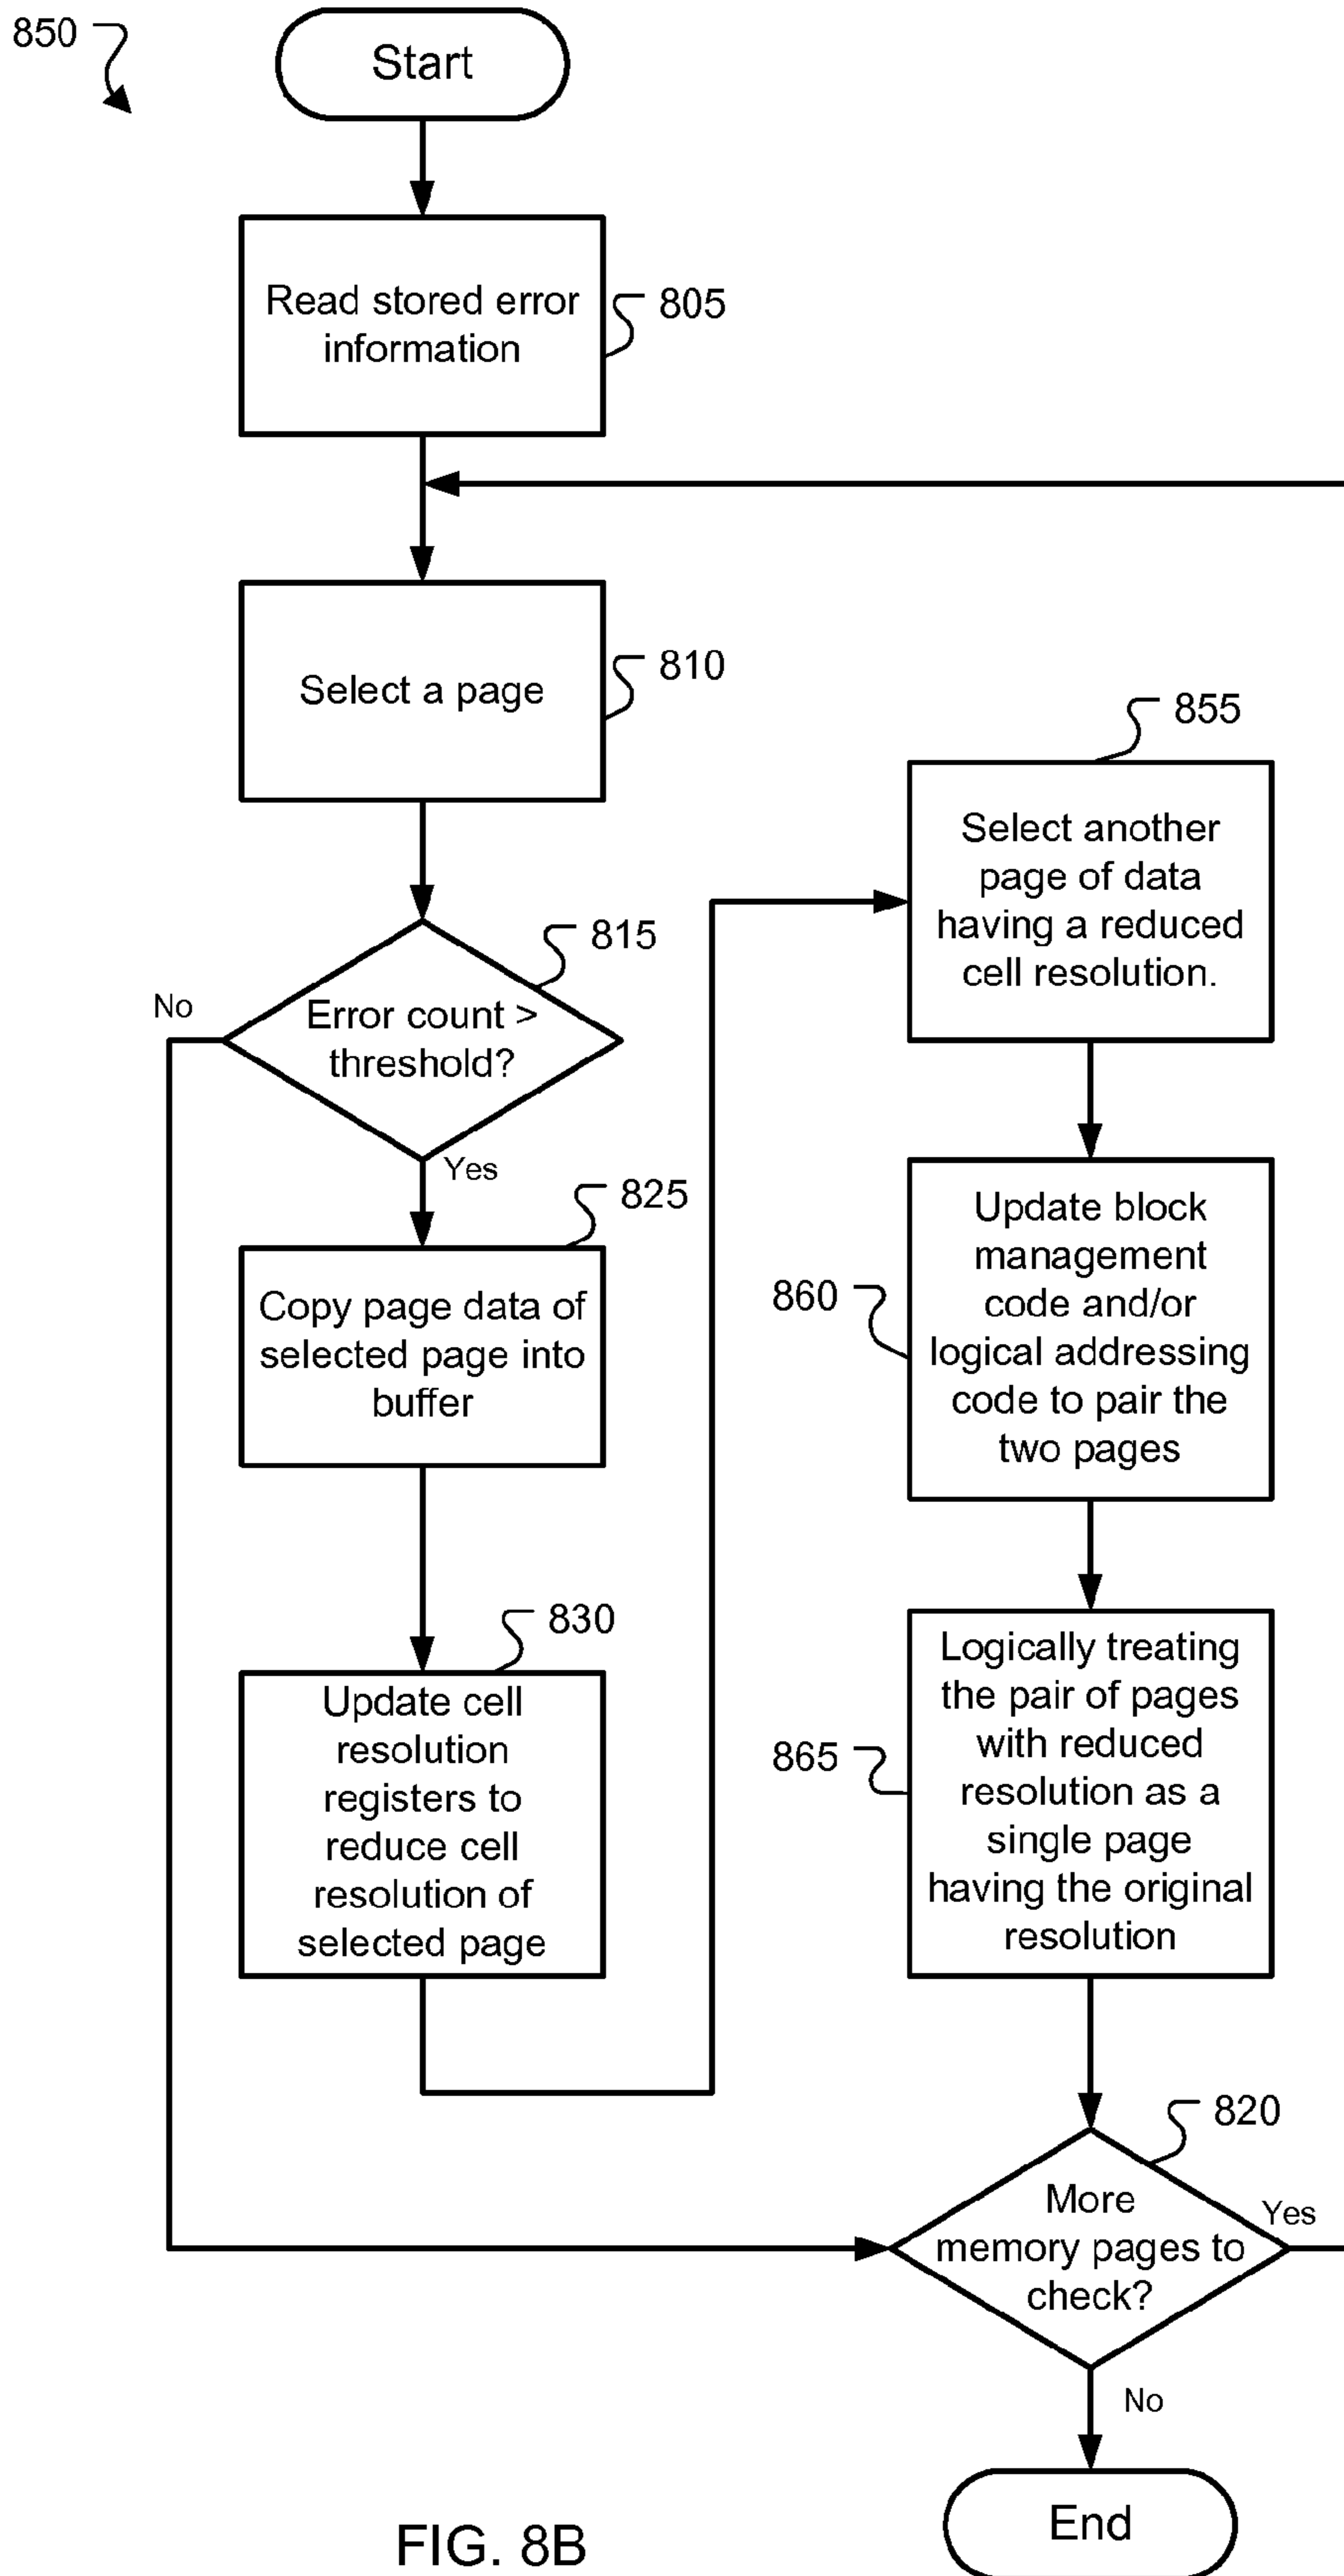 850
Start
Read stored error
information
805
Select a page
810
Error count >
threshold?
815
No
Yes
Copy page data of
selected page into
buffer
825
Update cell
resolution
registers to
reduce cell
resolution of
selected page
830
Select another
page of data
having a reduced
cell resolution.
855
Update block
management
code and/or
logical addressing
code to pair the
two pages
860
Logically treating
the pair of pages
with reduced
resolution as a
single page
having the original
resolution
865
More
memory pages to
check?
820
Yes
No
End
FIG. 8B